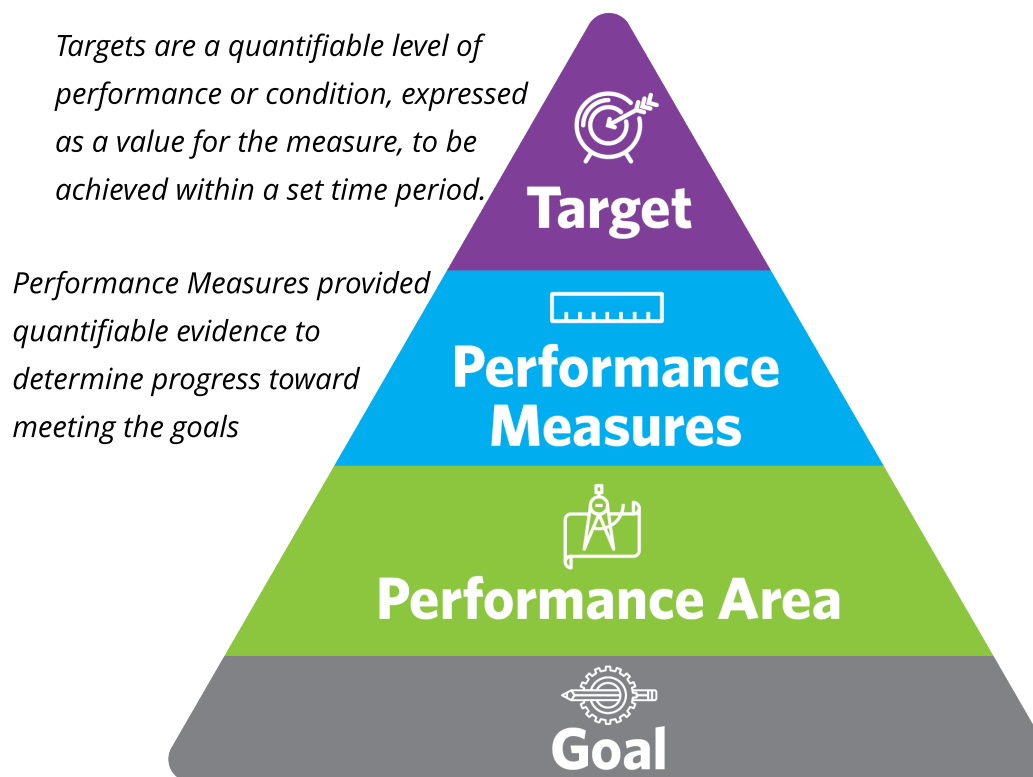 Targets are a quantifiable level of
performance or condition, expressed
as a value for the measure, to be
achieved within a set time period.
Target
Performance Measures provided
quantifiable evidence to
determine progress toward
meeting the goals
Performance
Measures
Performance Area
Goal